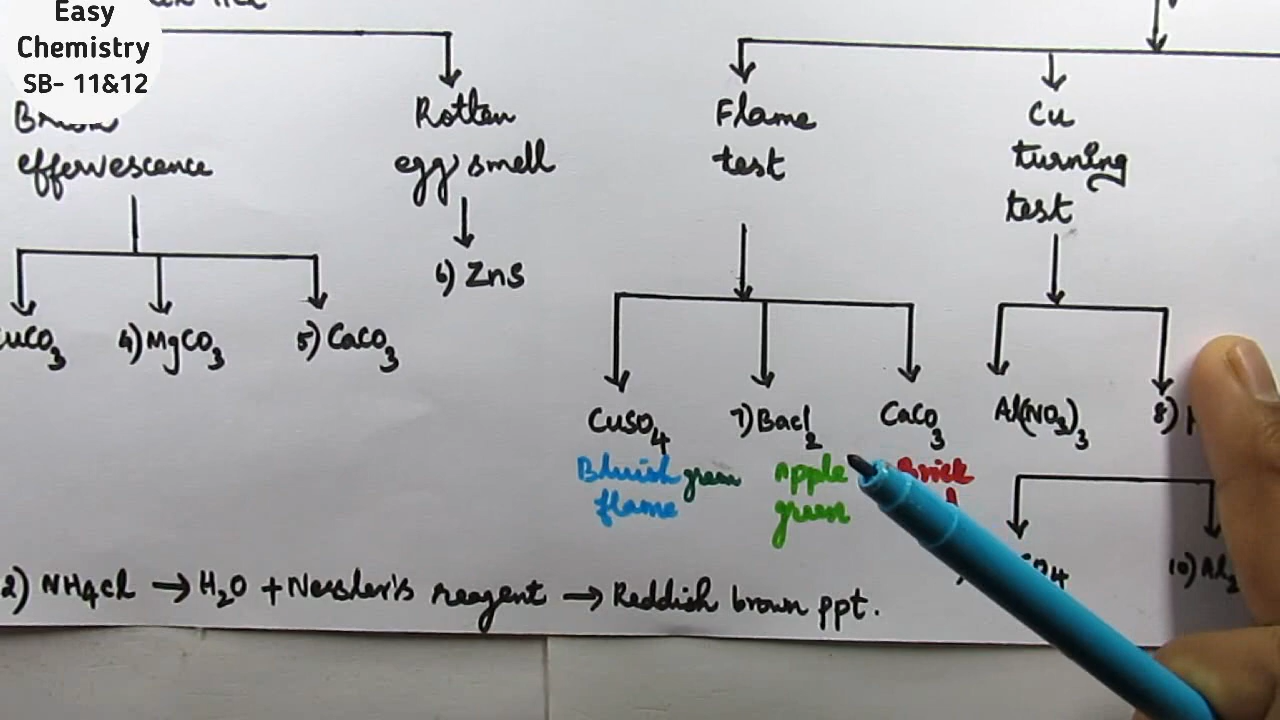 Easy
Chemistry
SB- 11&12
effervescence
Rotten
egg smell
Flame
test
Cu
turning
test
6) ZnS
4) MgCO3
5) CaCO3
CuSO4
7) BaCl2
CaCO3
Al(NO3)3
8)
Bluish green
flame
Apple
green
Brick
10) Al2
2) NH4Cl → H2O + Nessler's reagent → Reddish brown ppt.